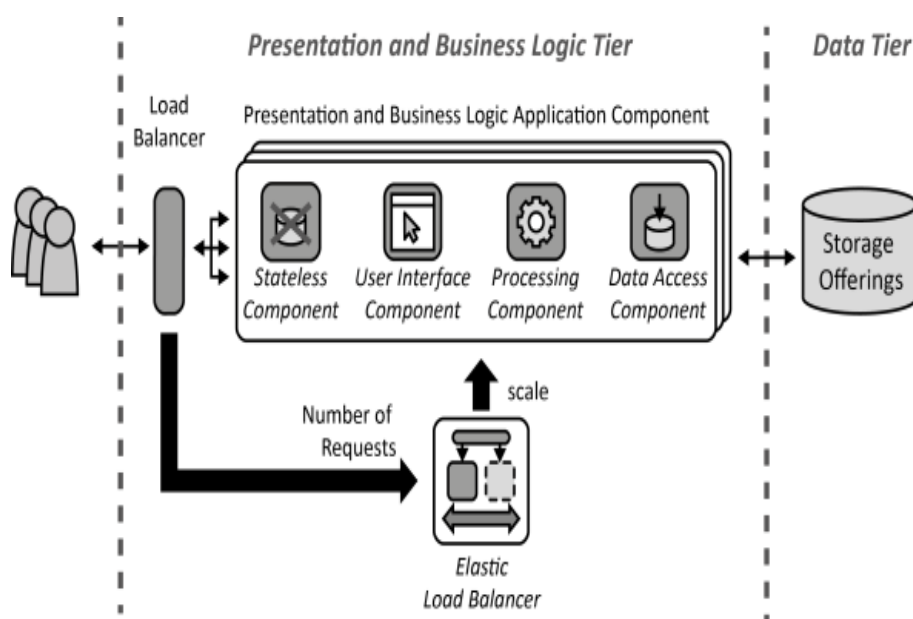 Presentation and Business Logic Tier
Data Tier
Load
Balancer
Presentation and Business Logic Application Component
Stateless
Component
User Interface
Component
Processing
Component
Data Access
Component
Storage
Offerings
scale
Number of
Requests
Elastic
Load Balancer